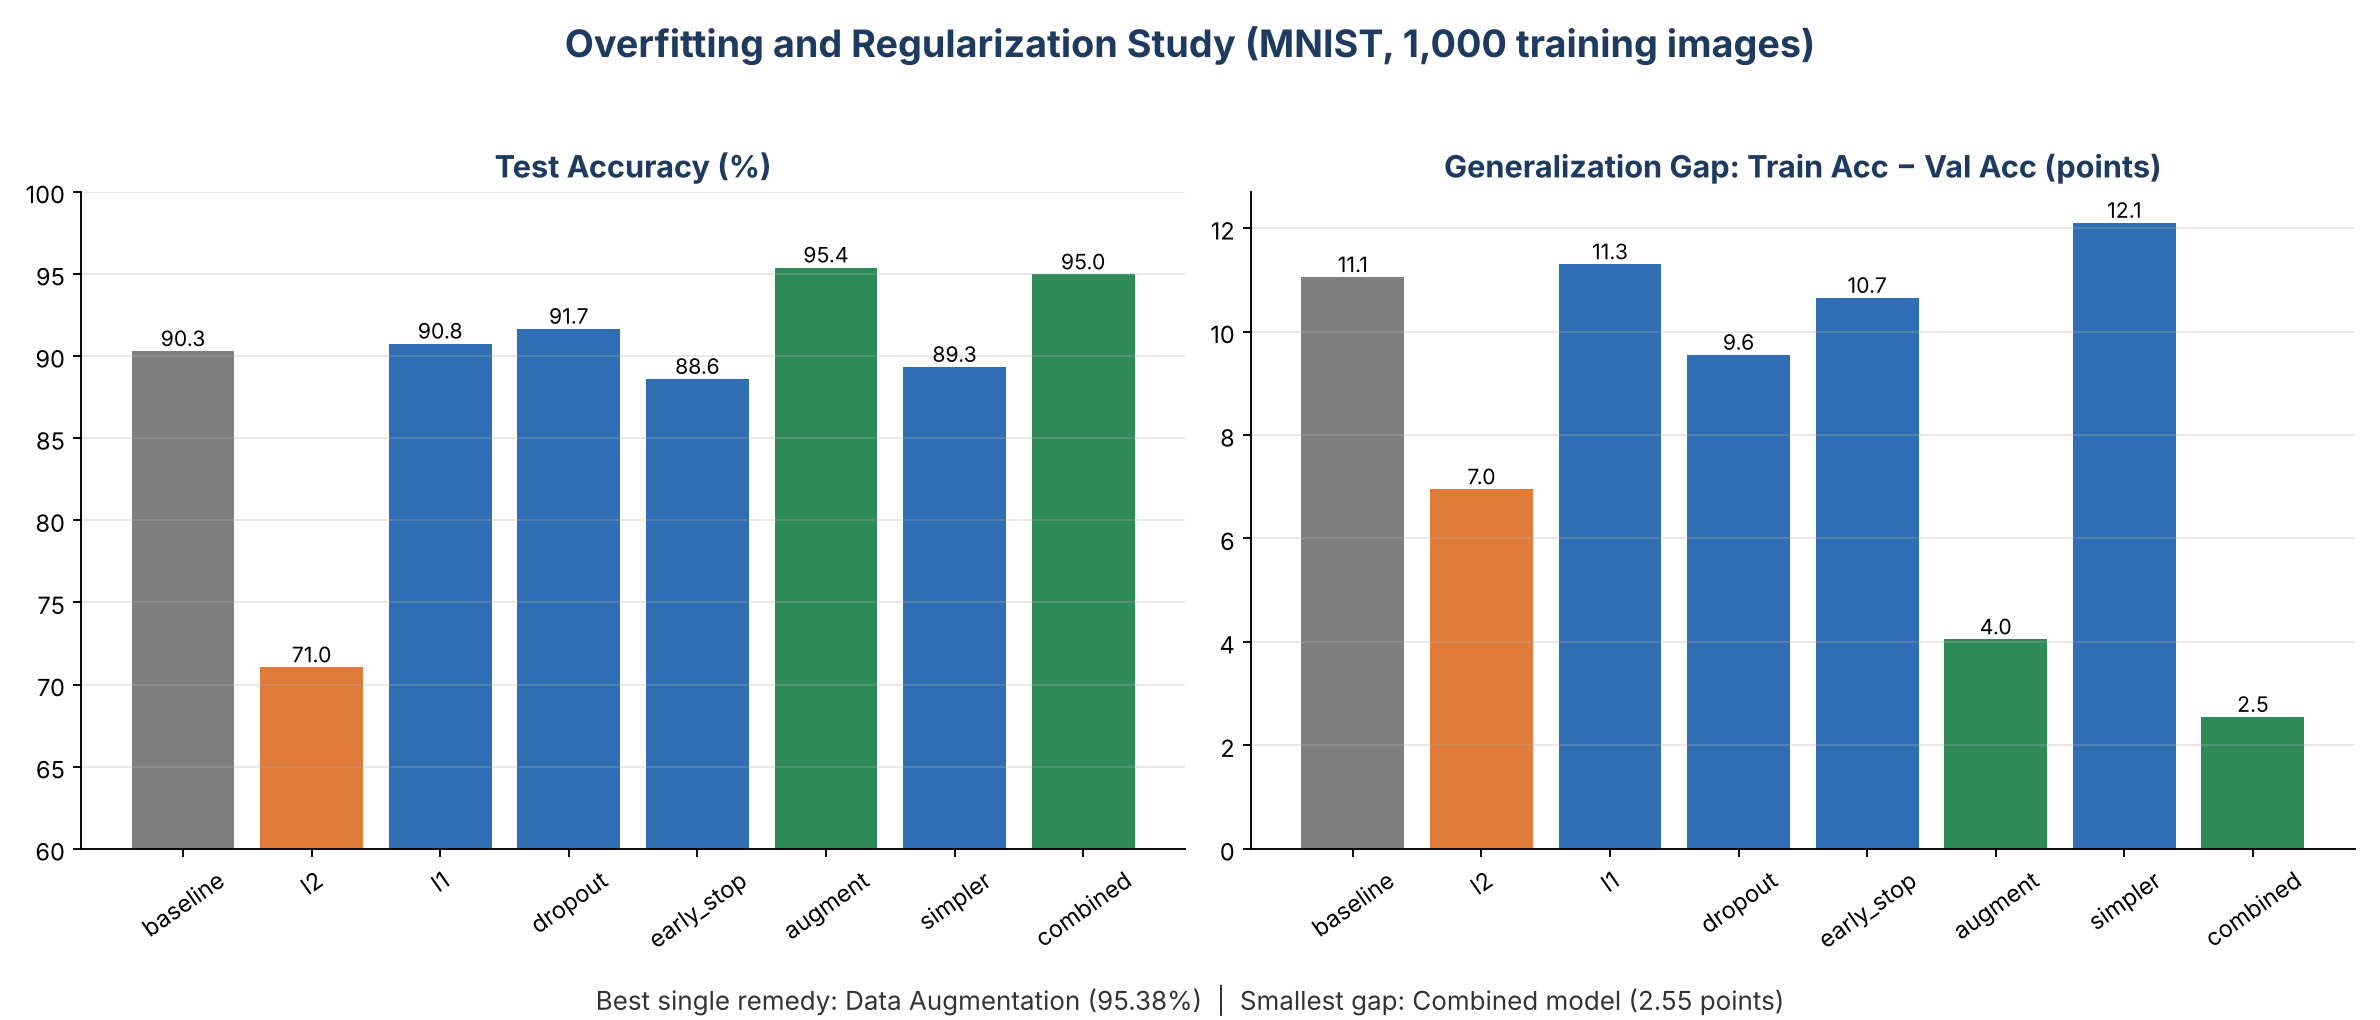 Overfitting and Regularization Study (MNIST, 1,000 training images)
Test Accuracy (%)
100
95
90
85
80
75
70
65
60
90.3
71.0
90.8
91.7
88.6
95.4
89.3
95.0
baseline
l2
l1
dropout
early_stop
augment
simpler
combined
Generalization Gap: Train Acc − Val Acc (points)
12
10
8
6
4
2
0
11.1
7.0
11.3
9.6
10.7
4.0
12.1
2.5
baseline
l2
l1
dropout
early_stop
augment
simpler
combined
Best single remedy: Data Augmentation (95.38%) | Smallest gap: Combined model (2.55 points)